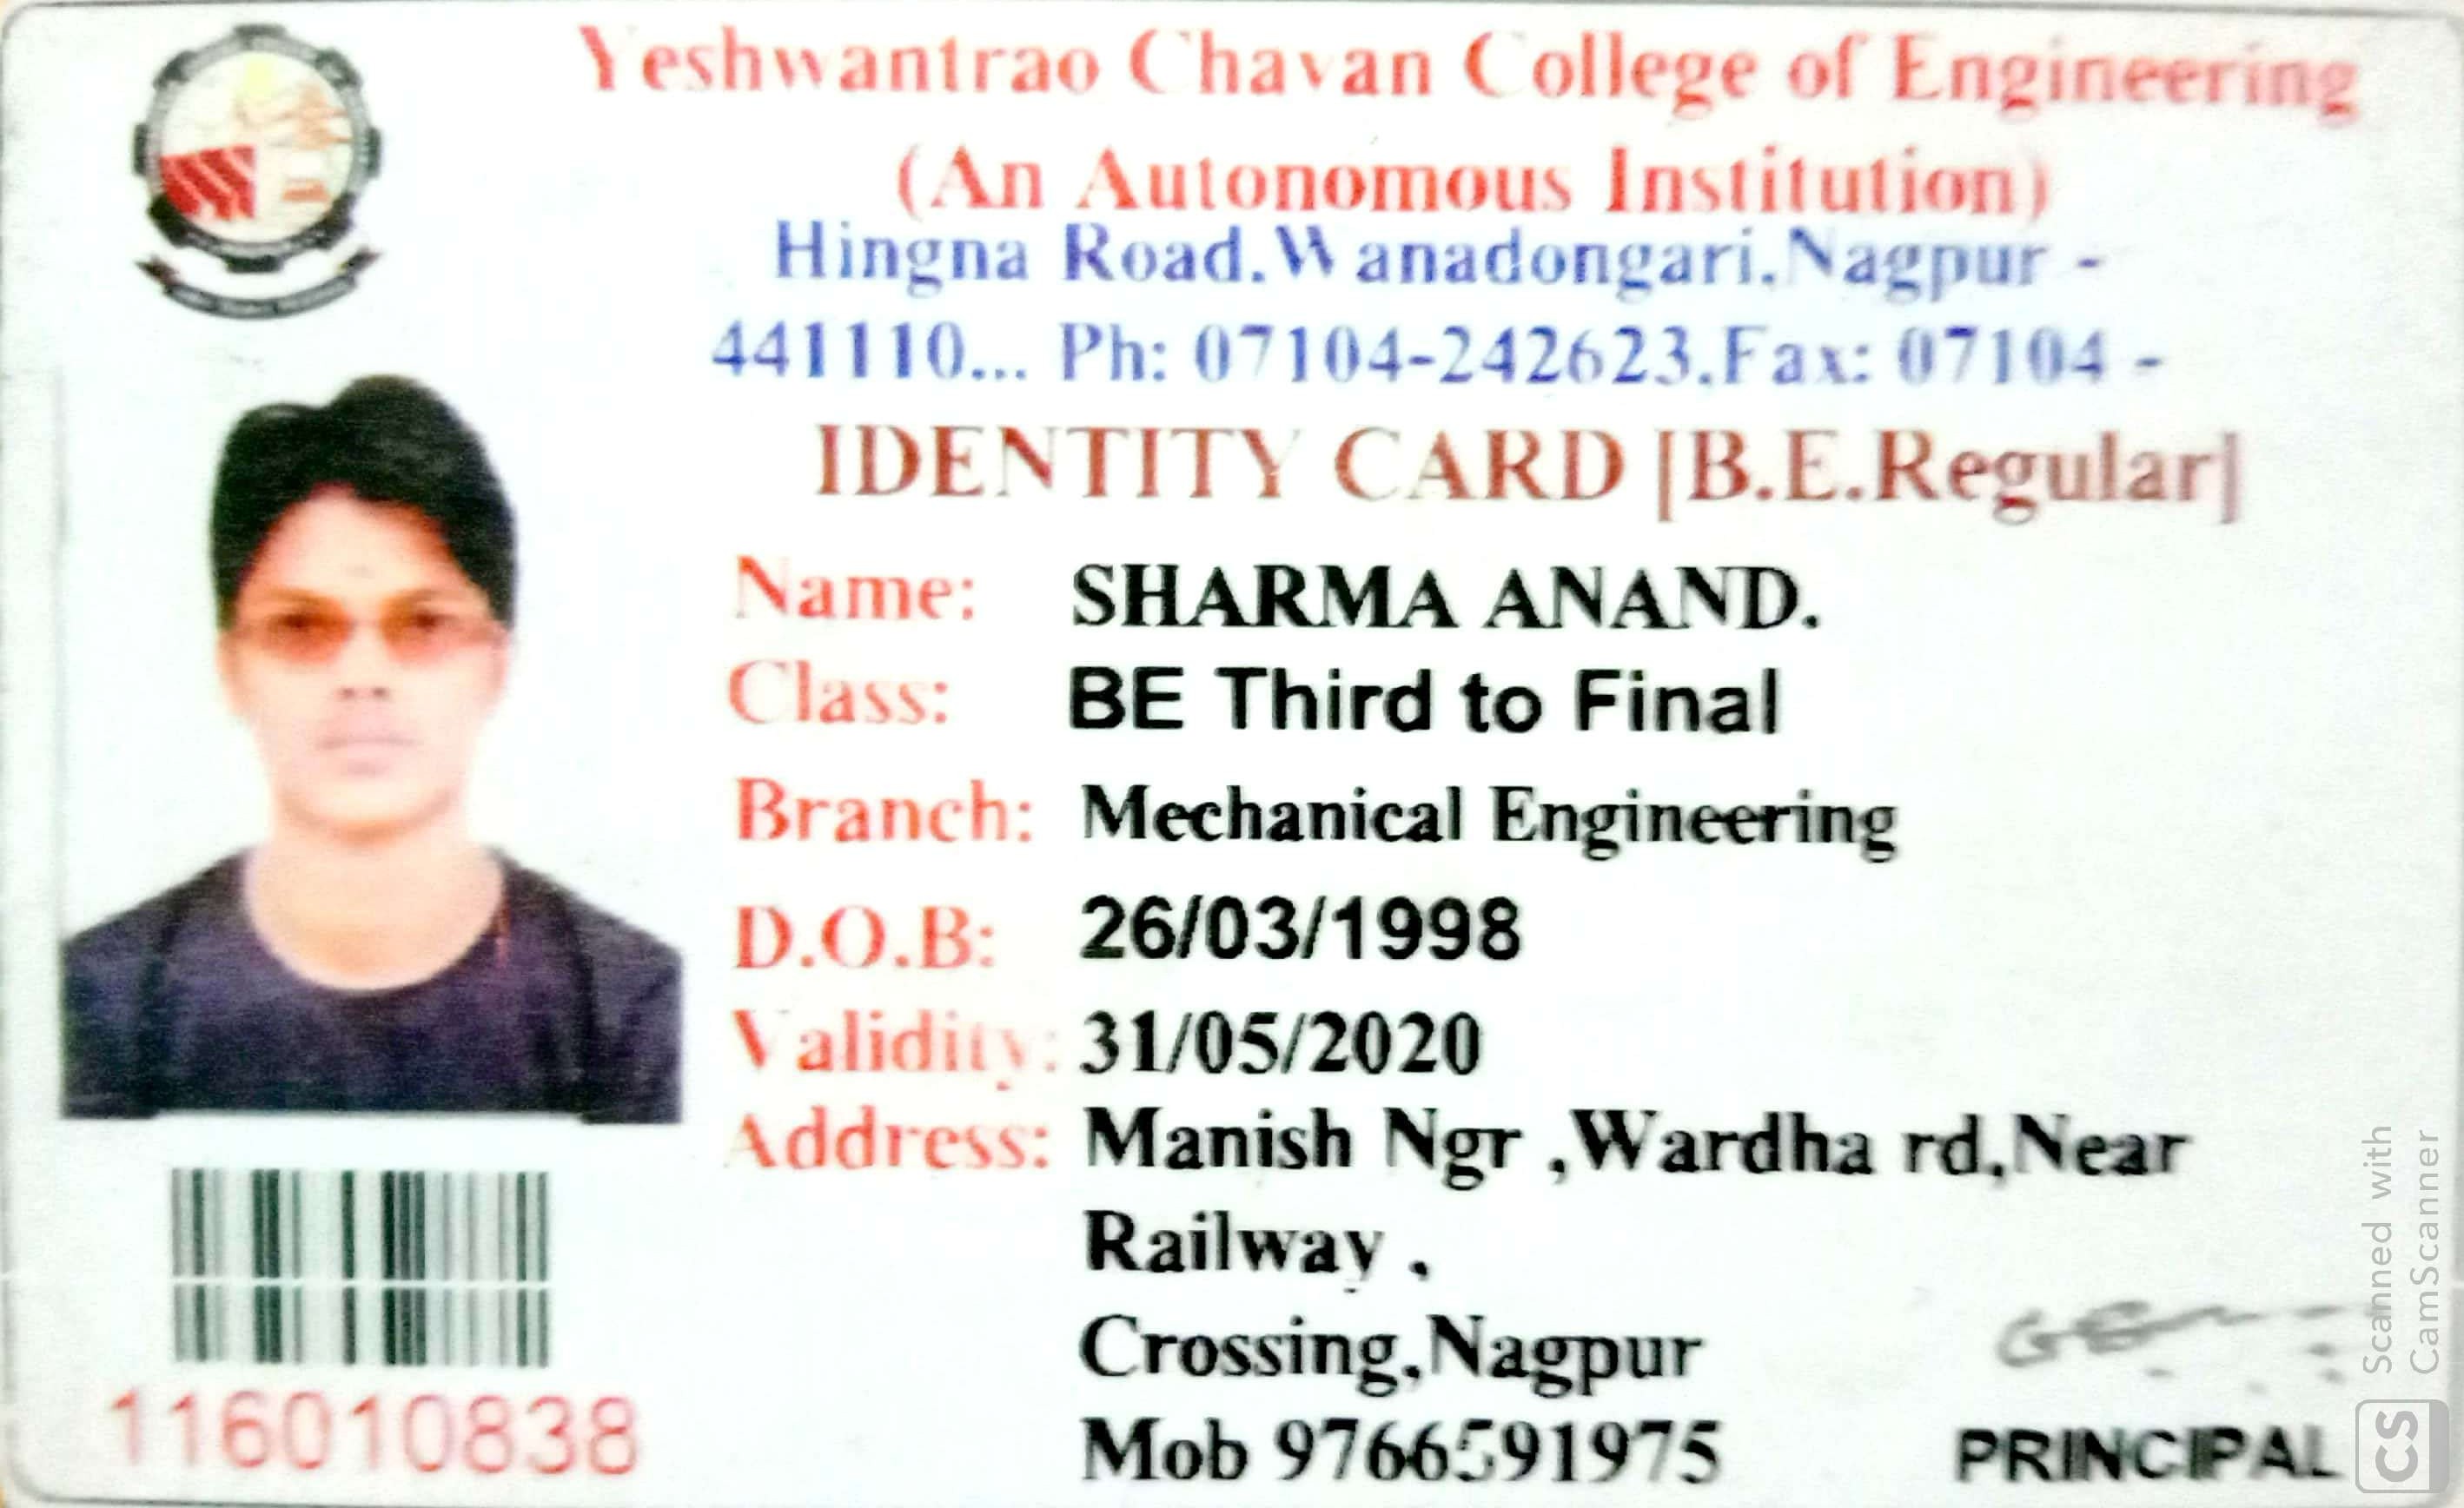 Yeshwantrao Chavan College of Engineering
(An Autonomous Institution)
Hingna Road,Wanadongari,Nagpur -
441110... Ph: 07104-242623,Fax: 07104 -
IDENTITY CARD [B.E.Regular]
Name: SHARMA ANAND.
Class: BE Third to Final
Branch: Mechanical Engineering
D.O.B: 26/03/1998
Validity: 31/05/2020
Address: Manish Ngr ,Wardha rd,Near
Railway ,
Crossing,Nagpur
Mob 9766591975
116010838
PRINCIPAL
Scanned with
CamScanner
CS